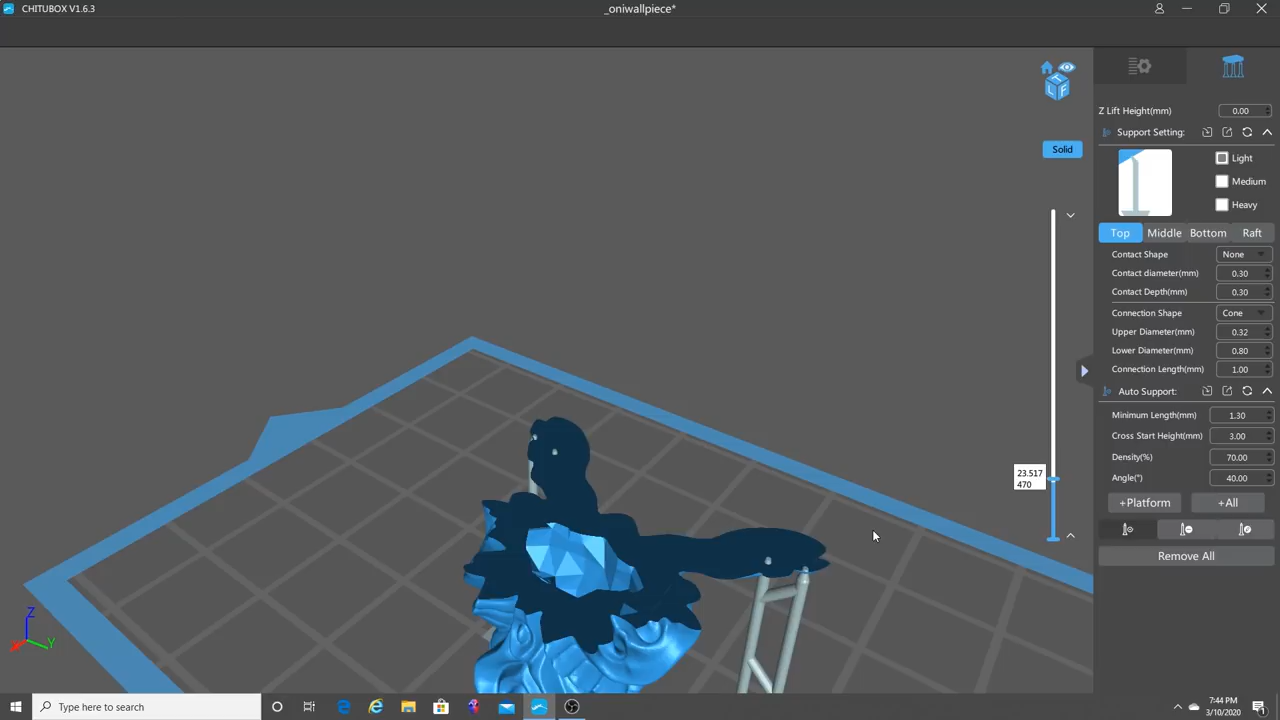 CHITUBOX V1.6.3
_oniwallpiece*
Z Lift Height(mm) 0.00
Support Setting:
Solid
Light
Medium
Heavy
Top Middle Bottom Raft
Contact Shape None
Contact diameter(mm) 0.30
Contact Depth(mm) 0.30
Connection Shape Cone
Upper Diameter(mm) 0.32
Lower Diameter(mm) 0.80
Connection Length(mm) 1.00
Auto Support:
Minimum Length(mm) 1.30
Cross Start Height(mm) 3.00
Density(%) 70.00
Angle(°) 40.00
23.517
470
+Platform +All
Remove All
T
L F
Z
X Y
Type here to search
7:44 PM
3/10/2020
1